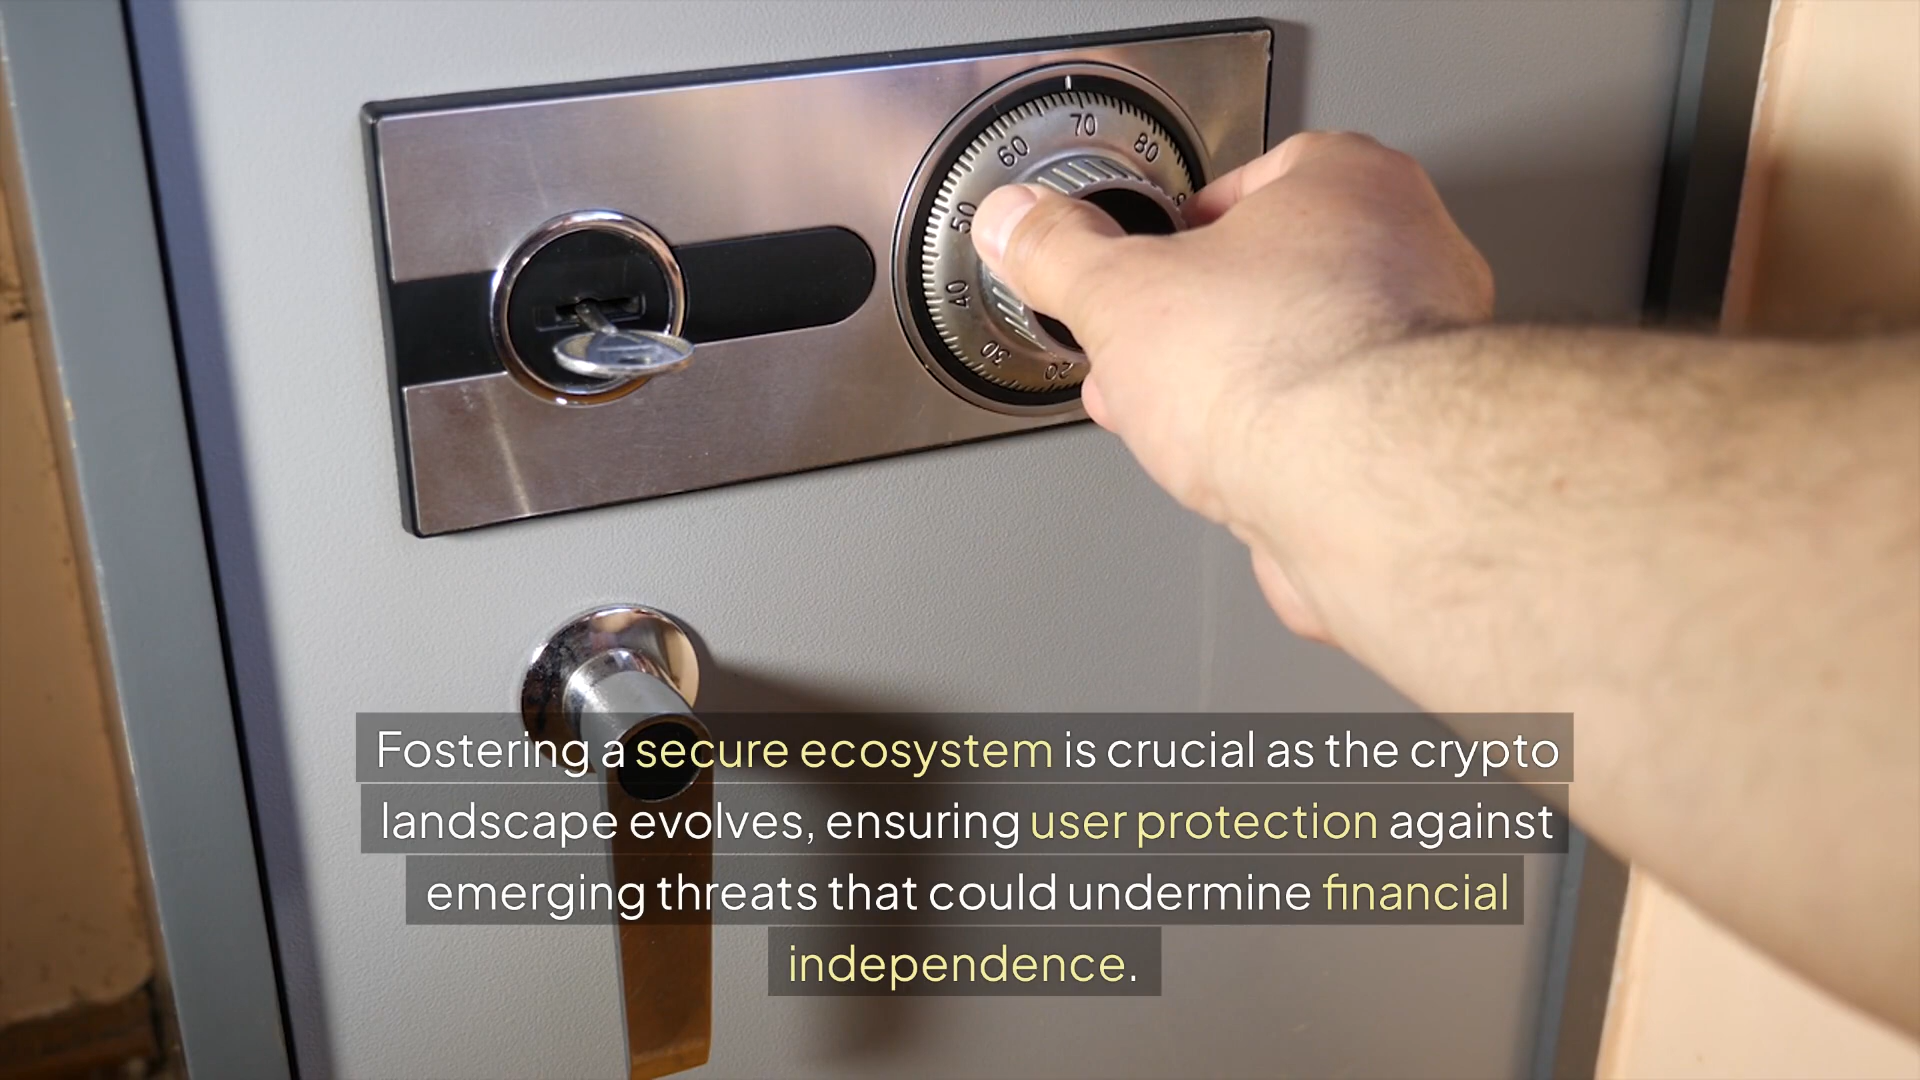 60
70
80
50
40
30
20
Fostering a secure ecosystem is crucial as the crypto
landscape evolves, ensuring user protection against
emerging threats that could undermine financial
independence.